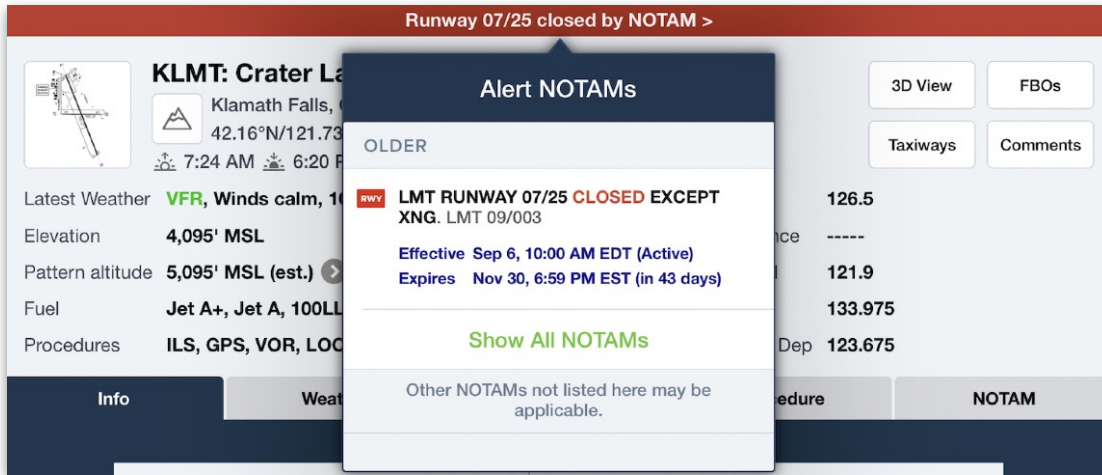 Runway 07/25 closed by NOTAM >
KLMT: Crater La
Klamath Falls,
42.16°N/121.73
7:24 AM 6:20
3D View
FBOs
Taxiways
Comments
Alert NOTAMs
OLDER
RWY
LMT RUNWAY 07/25 CLOSED EXCEPT
XNG. LMT 09/003
Effective Sep 6, 10:00 AM EDT (Active)
Expires Nov 30, 6:59 PM EST (in 43 days)
Show All NOTAMs
Other NOTAMs not listed here may be
applicable.
Latest Weather VFR, Winds calm, 1
Elevation 4,095' MSL
Pattern altitude 5,095' MSL (est.)
Fuel Jet A+, Jet A, 100LL
Procedures ILS, GPS, VOR, LOC
126.5
nce -----
121.9
133.975
Dep 123.675
Info
Weat
edure
NOTAM